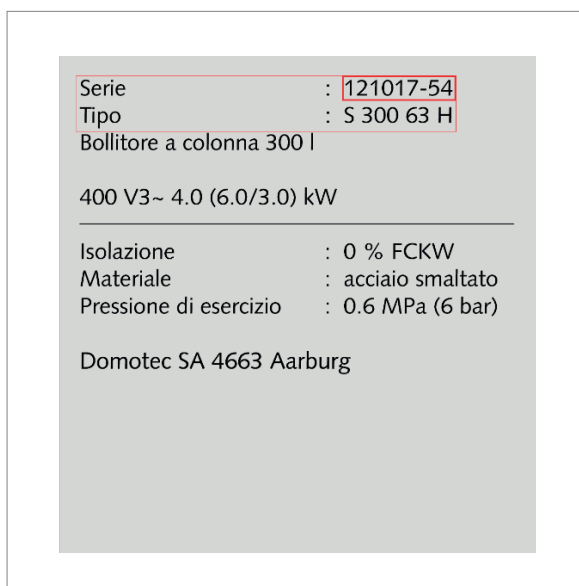 Serie : 121017-54
Tipo : S 300 63 H
Bollitore a colonna 300 l
400 V3~ 4.0 (6.0/3.0) kW
Isolazione : 0 % FCKW
Materiale : acciaio smaltato
Pressione di esercizio : 0.6 MPa (6 bar)
Domotec SA 4663 Aarburg